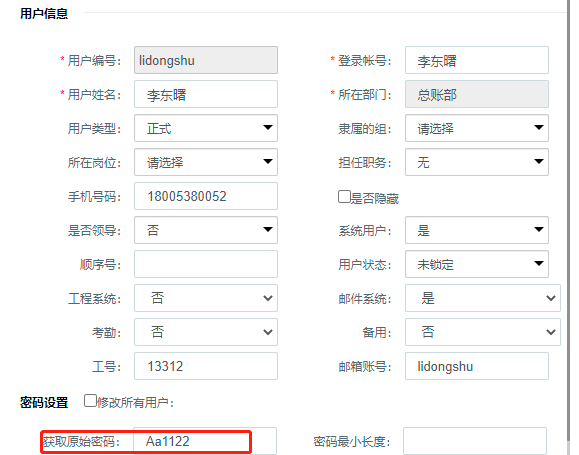 用户信息
* 用户编号: lidongshu * 登录帐号: 李东曙
* 用户姓名: 李东曙 * 所在部门: 总账部
用户类型: 正式 隶属的组: 请选择
所在岗位: 请选择 担任职务: 无
手机号码: 18005380052 是否隐藏
是否领导: 否 系统用户: 是
顺序号: 用户状态: 未锁定
工程系统: 否 邮件系统: 是
考勤: 否 备用: 否
工号: 13312 邮箱账号: lidongshu
密码设置 修改所有用户:
获取原始密码: Aa1122 密码最小长度: